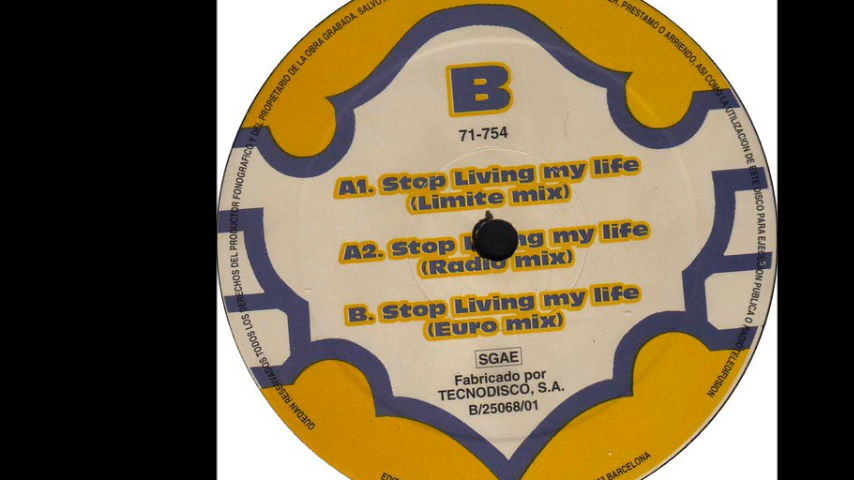 QUEDAN RESERVADOS TODOS LOS DERECHOS DEL PRODUCTOR FONOGRAFICO Y DEL PROPIETARIO DE LA OBRA GRABADA. SALVO
PRESTAMO O ARRIENDO, ASI COMO LA UTILIZACION DE ESTE DISCO PARA EJECUCION PUBLICA O RADIOTELEDIFUSION
B
71-754
A1. Stop Living my life
(Limite mix)
A2. Stop Living my life
(Radio mix)
B. Stop Living my life
(Euro mix)
SGAE
Fabricado por
TECNODISCO, S.A.
B/25068/01
BARCELONA